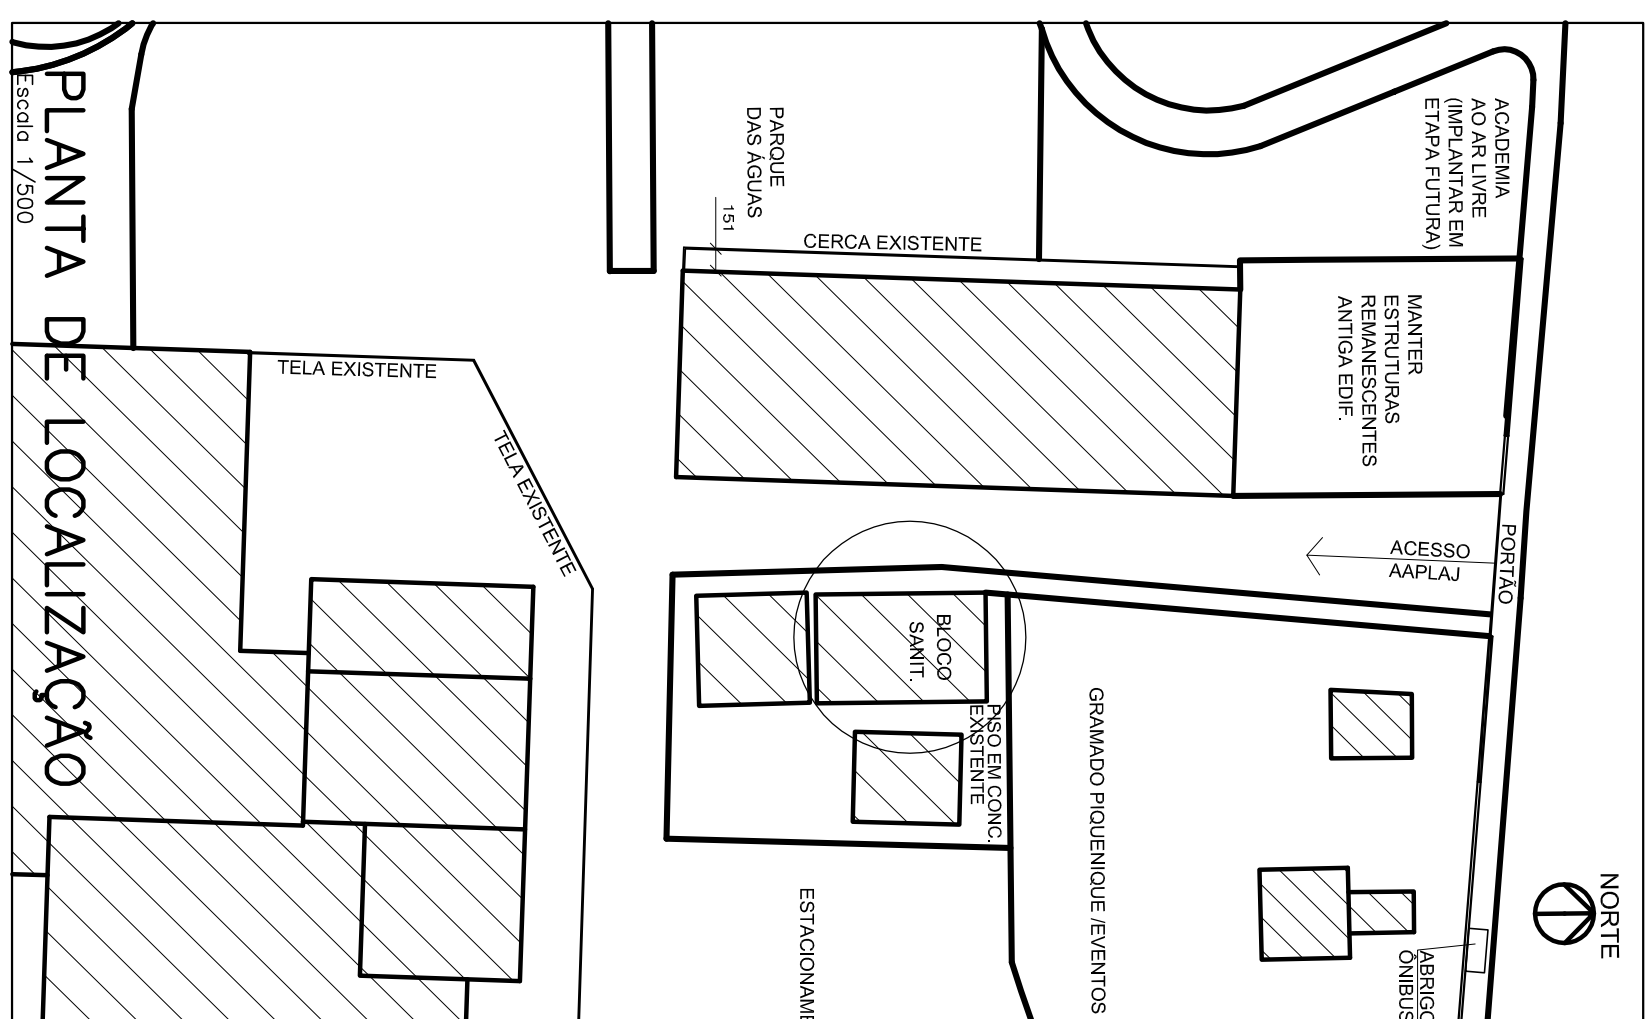 PLANTA DE LOCALIZAÇÃO
Escala 1/500
PARQUE
DAS ÁGUAS
151
CERCA EXISTENTE
ACADEMIA
AO AR LIVRE
(IMPLANTAR EM
ETAPA FUTURA)
MANTER
ESTRUTURAS
REMANESCENTES
ANTIGA EDIF.
TELA EXISTENTE
TELA EXISTENTE
PORTÃO
ACESSO
AAPLAJ
BLOCO
SANIT.
PISO EM CONC.
EXISTENTE
GRAMADO PIQUENIQUE /EVENTOS
ESTACIONAME
NORTE
ABRIGO
ÔNIBUS